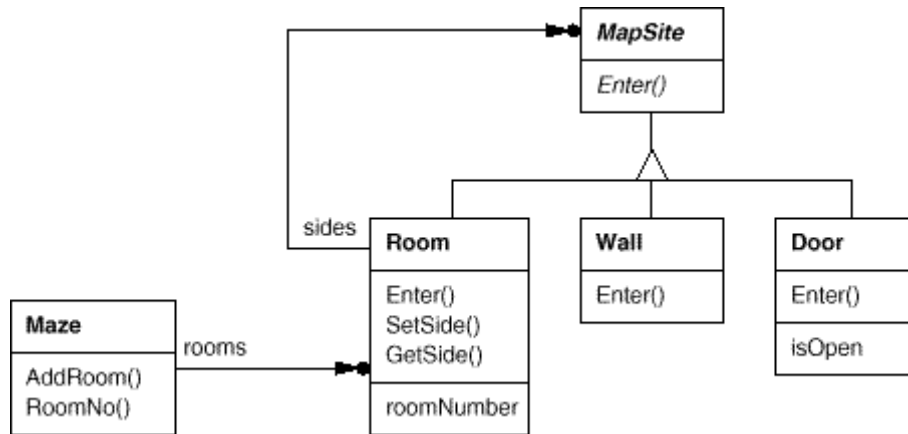 MapSite
Enter()
sides
Room
Enter()
SetSide()
GetSide()
roomNumber
Wall
Enter()
Door
Enter()
isOpen
Maze
AddRoom()
RoomNo()
rooms